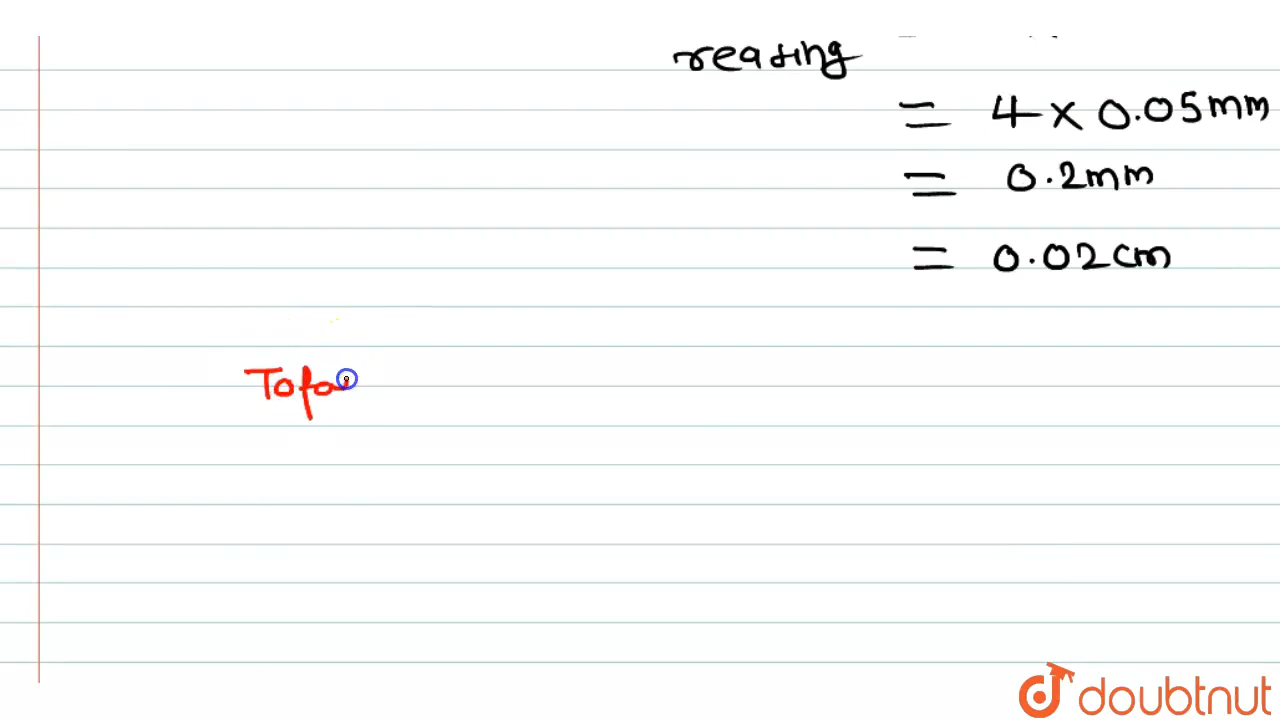 reading
= 4 × 0.05mm
= 0.2mm
= 0.02cm
Tota
doubtnut